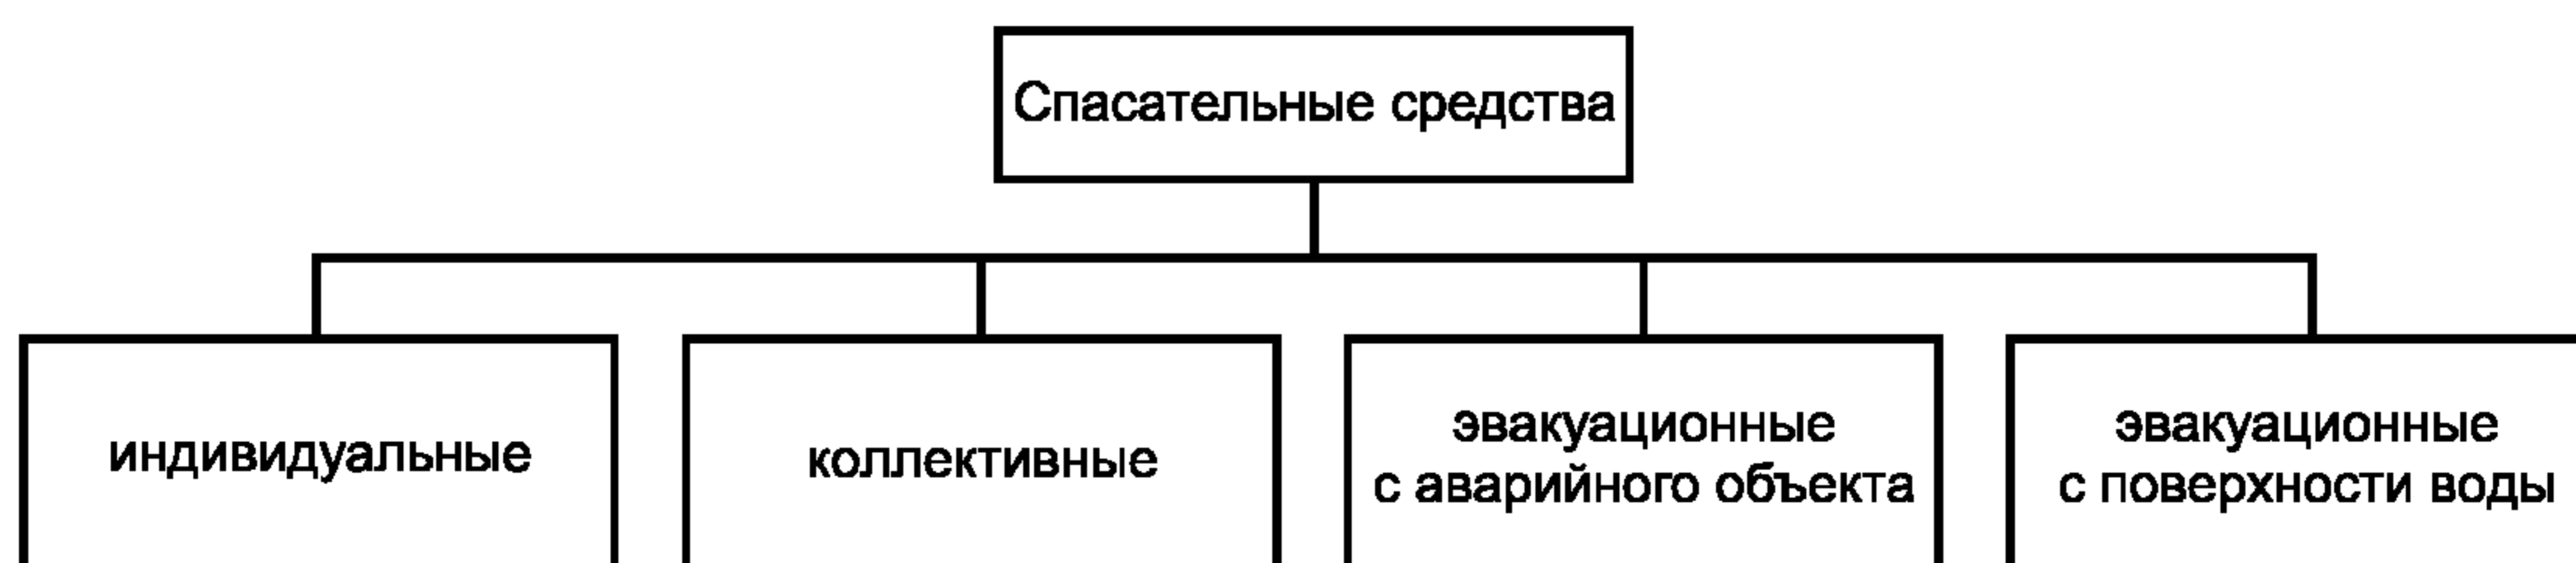 Спасательные средства
индивидуальные
коллективные
эвакуационные
с аварийного объекта
эвакуационные
с поверхности воды